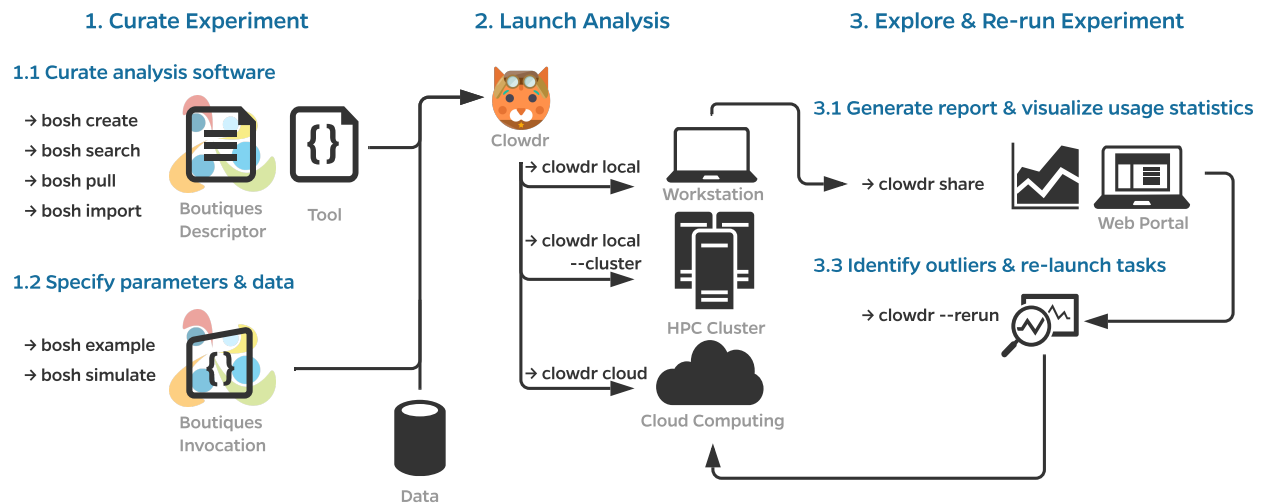 1. Curate Experiment
1.1 Curate analysis software
→ bosh create
→ bosh search
→ bosh pull
→ bosh import
Boutiques
Descriptor
{}
Tool
1.2 Specify parameters & data
→ bosh example
→ bosh simulate
{}
Boutiques
Invocation
Data
2. Launch Analysis
Clowdr
→ clowdr local
Workstation
→ clowdr local
--cluster
HPC Cluster
→ clowdr cloud
Cloud Computing
3. Explore & Re-run Experiment
3.1 Generate report & visualize usage statistics
→ clowdr share
Web Portal
3.3 Identify outliers & re-launch tasks
→ clowdr --rerun